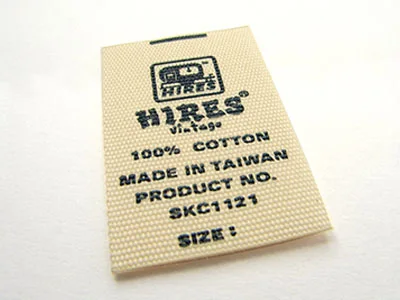 HIRES
HIRES®
Vintage
100% COTTON
MADE IN TAIWAN
PRODUCT NO.
SKC1121
SIZE :